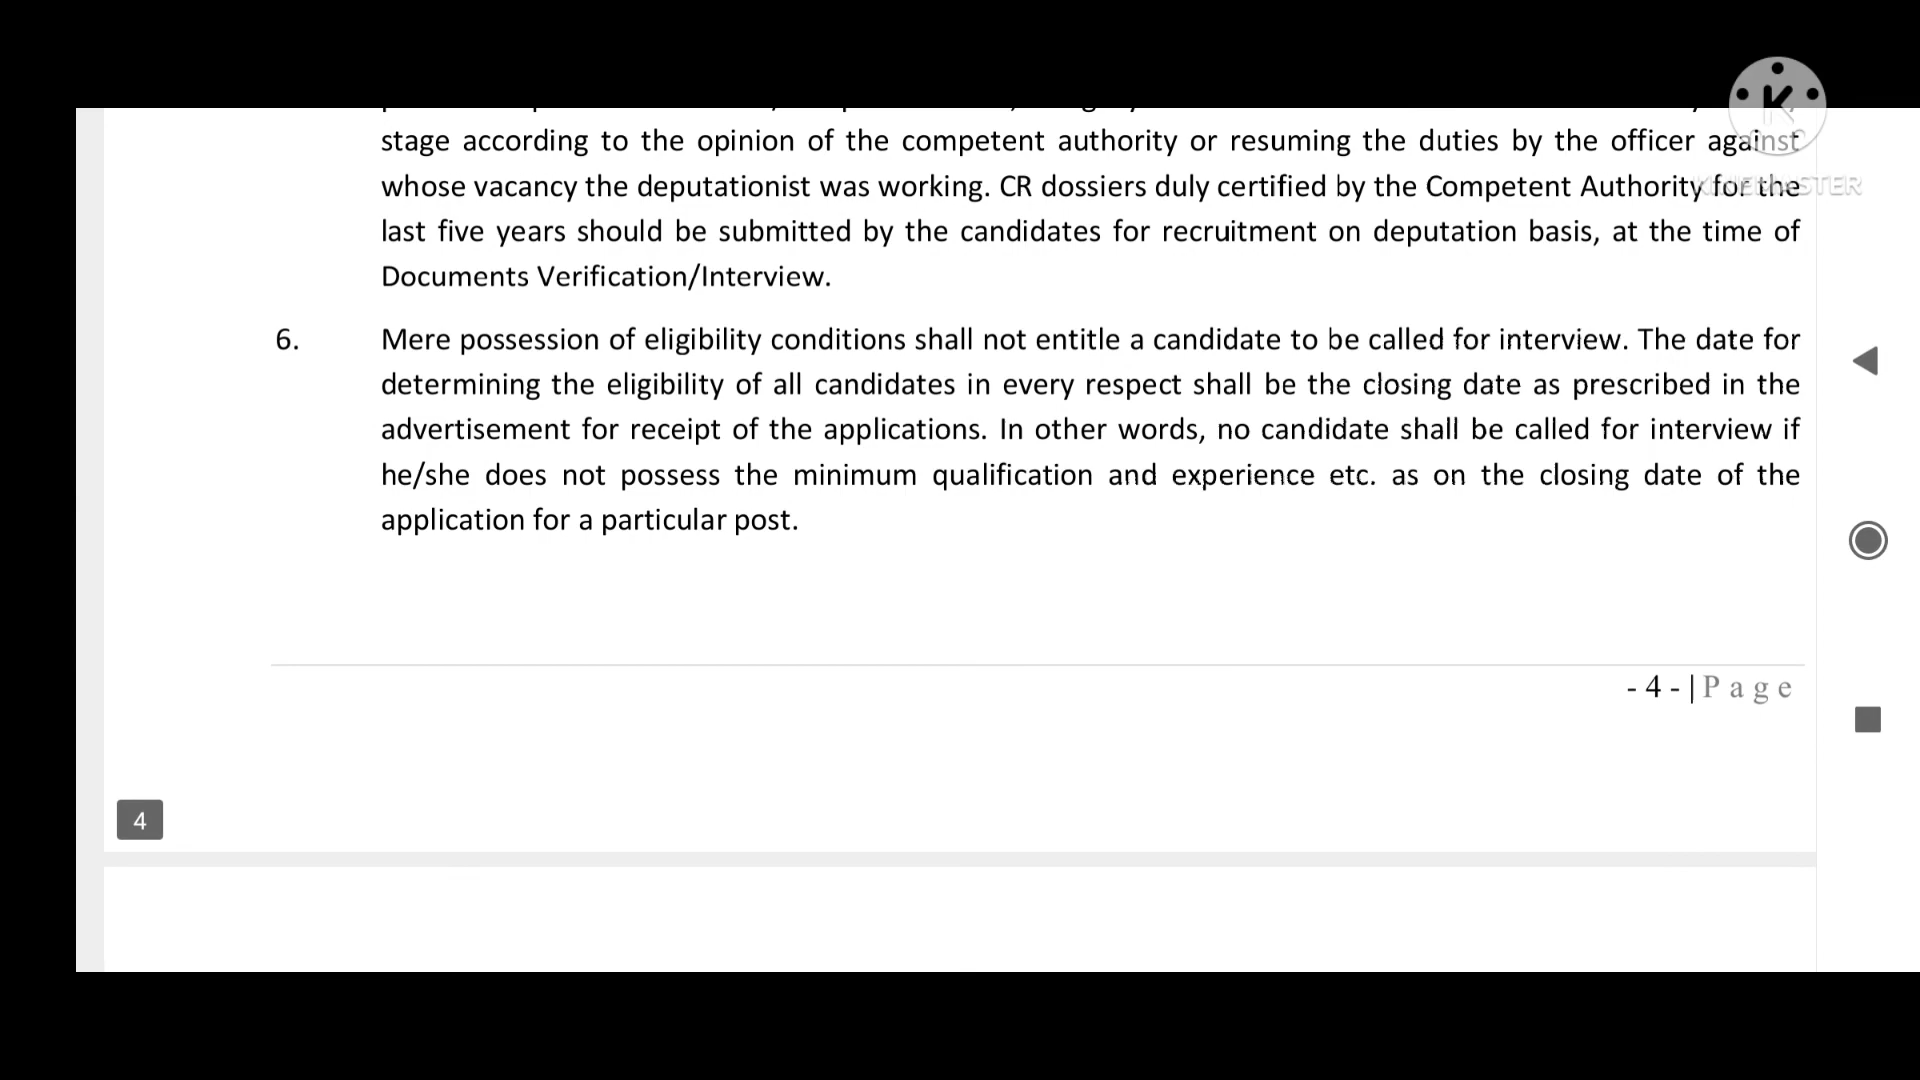 stage according to the opinion of the competent authority or resuming the duties by the officer against
whose vacancy the deputationist was working. CR dossiers duly certified by the Competent Authority for the
last five years should be submitted by the candidates for recruitment on deputation basis, at the time of
Documents Verification/Interview.
6. Mere possession of eligibility conditions shall not entitle a candidate to be called for interview. The date for
determining the eligibility of all candidates in every respect shall be the closing date as prescribed in the
advertisement for receipt of the applications. In other words, no candidate shall be called for interview if
he/she does not possess the minimum qualification and experience etc. as on the closing date of the
application for a particular post.
- 4 - | P a g e
4
K
KINEMASTER